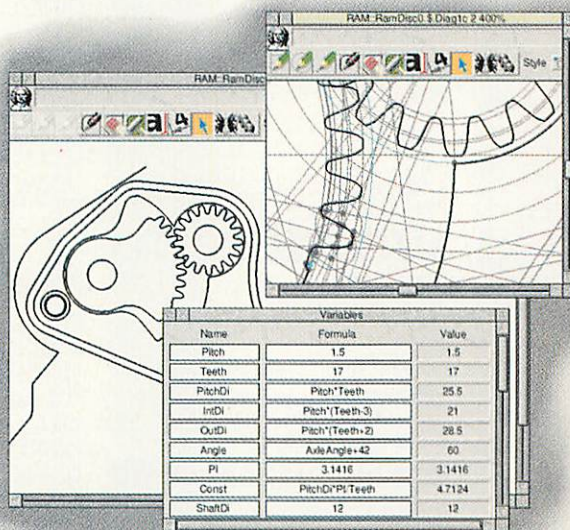 RAM::RamDisc0.$.Diag1c 2 400%
Style
RAM::RamDisc
Variables
Name Formula Value
Pitch 1.5 1.5
Teeth 17 17
PitchDi Pitch*Teeth 25.5
IntDi Pitch*(Teeth-3) 21
OutDi Pitch*(Teeth+2) 28.5
Angle AxleAngle+42 60
PI 3.1416 3.1416
Const PitchDi*PI/Teeth 4.7124
ShaftDi 12 12